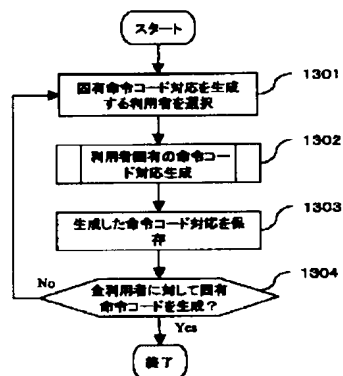 スタート
固有命令コード対応を生成
する利用者を選択
1301
利用者固有の命令コー
ド対応生成
1302
生成した命令コード対応を保
存
1303
全利用者に対して固有
命令コードを生成？
1304
No
Yes
終了